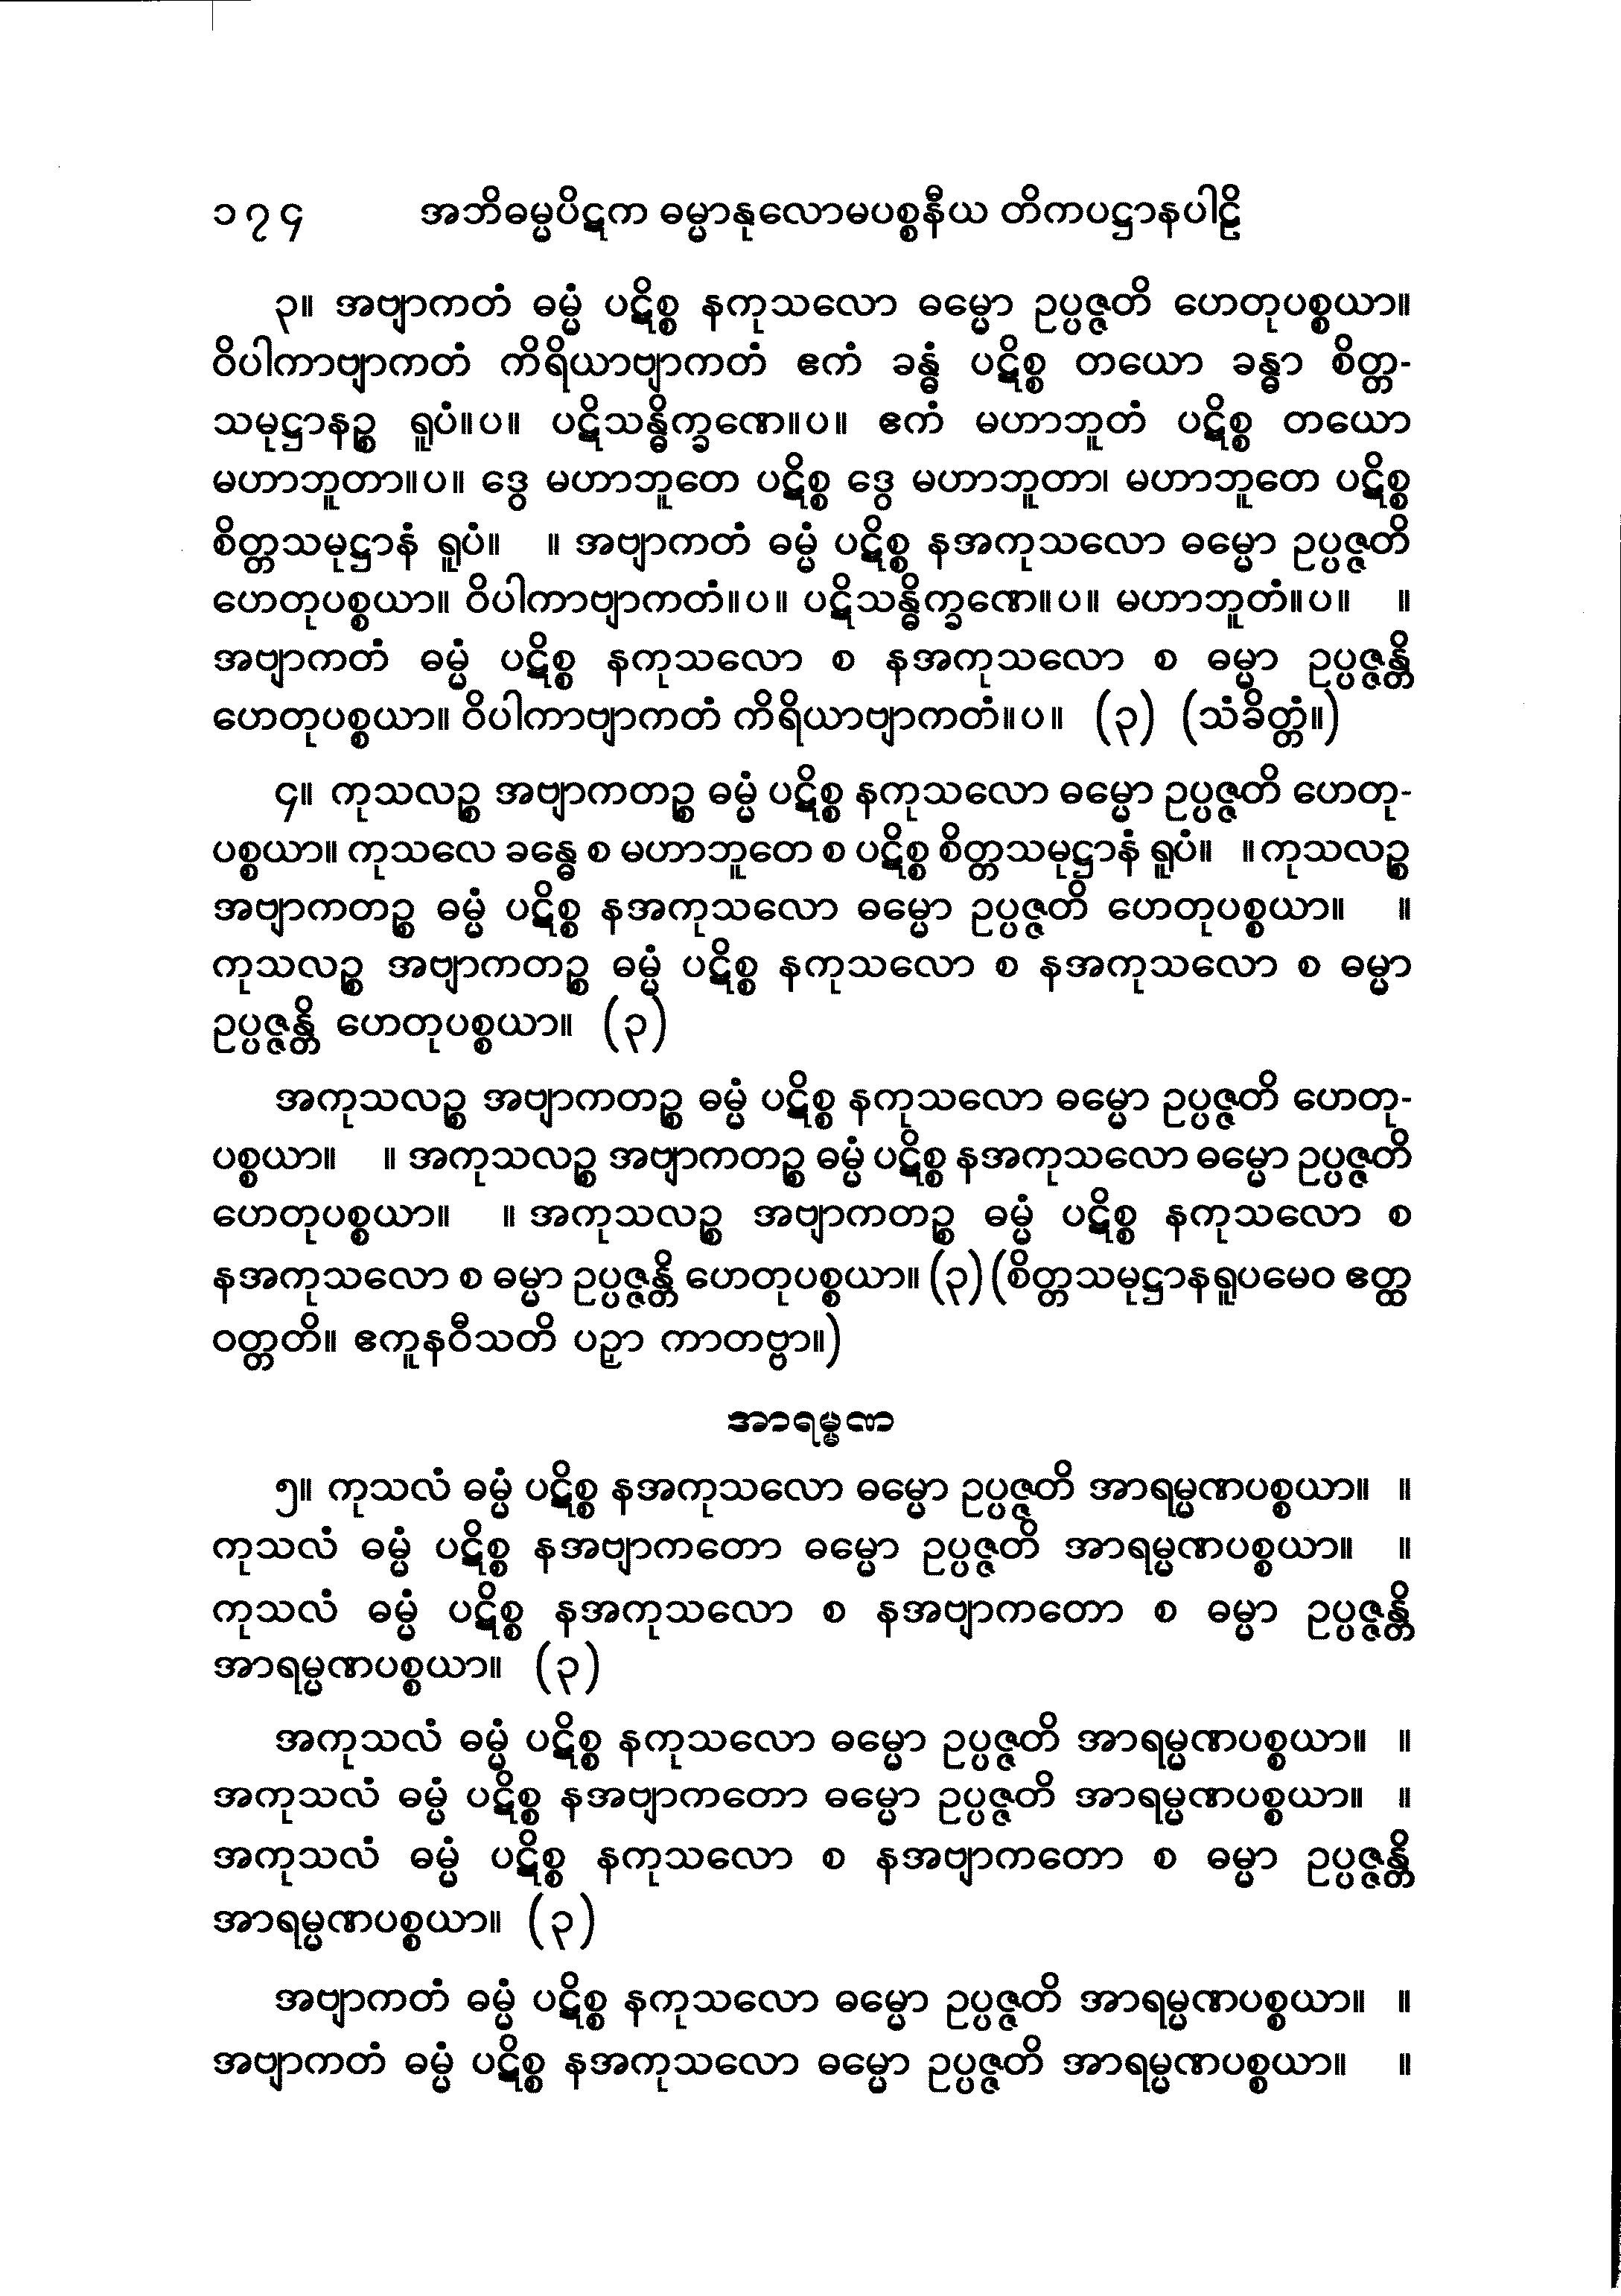 ၁၇၄ အဘိဓမ္မပိဋက ဓမ္မာနုလောမပစ္စနီယ တိကပဋ္ဌာနပါဠိ
၃။ အဗျာကတံ ဓမ္မံ ပဋိစ္စ နကုသလော ဓမ္မော ဥပ္ပဇ္ဇတိ ဟေတုပစ္စယာ။
ဝိပါကာဗျာကတံ ကိရိယာဗျာကတံ ဧကံ ခန္ဓံ ပဋိစ္စ တယော ခန္ဓာ စိတ္တ-
သမုဋ္ဌာနဉ္စ ရူပံ။ပ။ ပဋိသန္ဓိက္ခဏေ။ပ။ ဧကံ မဟာဘူတံ ပဋိစ္စ တယော
မဟာဘူတာ။ပ။ ဒွေ မဟာဘူတေ ပဋိစ္စ ဒွေ မဟာဘူတာ၊ မဟာဘူတေ ပဋိစ္စ
စိတ္တသမုဋ္ဌာနံ ရူပံ။ ။ အဗျာကတံ ဓမ္မံ ပဋိစ္စ နအကုသလော ဓမ္မော ဥပ္ပဇ္ဇတိ
ဟေတုပစ္စယာ။ ဝိပါကာဗျာကတံ။ပ။ ပဋိသန္ဓိက္ခဏေ။ပ။ မဟာဘူတံ။ပ။ ။
အဗျာကတံ ဓမ္မံ ပဋိစ္စ နကုသလော စ နအကုသလော စ ဓမ္မာ ဥပ္ပဇ္ဇန္တိ
ဟေတုပစ္စယာ။ ဝိပါကာဗျာကတံ ကိရိယာဗျာကတံ။ပ။ (၃) (သံခိတ္တံ။)
၄။ ကုသလဉ္စ အဗျာကတဉ္စ ဓမ္မံ ပဋိစ္စ နကုသလော ဓမ္မော ဥပ္ပဇ္ဇတိ ဟေတု-
ပစ္စယာ။ ကုသလေ ခန္ဓေ စ မဟာဘူတေ စ ပဋိစ္စ စိတ္တသမုဋ္ဌာနံ ရူပံ။ ။ ကုသလဉ္စ
အဗျာကတဉ္စ ဓမ္မံ ပဋိစ္စ နအကုသလော ဓမ္မော ဥပ္ပဇ္ဇတိ ဟေတုပစ္စယာ။ ။
ကုသလဉ္စ အဗျာကတဉ္စ ဓမ္မံ ပဋိစ္စ နကုသလော စ နအကုသလော စ ဓမ္မာ
ဥပ္ပဇ္ဇန္တိ ဟေတုပစ္စယာ။ (၃)
အကုသလဉ္စ အဗျာကတဉ္စ ဓမ္မံ ပဋိစ္စ နကုသလော ဓမ္မော ဥပ္ပဇ္ဇတိ ဟေတု-
ပစ္စယာ။ ။ အကုသလဉ္စ အဗျာကတဉ္စ ဓမ္မံ ပဋိစ္စ နအကုသလော ဓမ္မော ဥပ္ပဇ္ဇတိ
ဟေတုပစ္စယာ။ ။ အကုသလဉ္စ အဗျာကတဉ္စ ဓမ္မံ ပဋိစ္စ နကုသလော စ
နအကုသလော စ ဓမ္မာ ဥပ္ပဇ္ဇန္တိ ဟေတုပစ္စယာ။ (၃) (စိတ္တသမုဋ္ဌာနရူပမေဝ ဧတ္ထ
ဝတ္တတိ။ ဧကူနဝီသတိ ပဉှာ ကာတဗ္ဗာ။)
အာရမ္မဏ
၅။ ကုသလံ ဓမ္မံ ပဋိစ္စ နအကုသလော ဓမ္မော ဥပ္ပဇ္ဇတိ အာရမ္မဏပစ္စယာ။ ။
ကုသလံ ဓမ္မံ ပဋိစ္စ နအဗျာကတော ဓမ္မော ဥပ္ပဇ္ဇတိ အာရမ္မဏပစ္စယာ။ ။
ကုသလံ ဓမ္မံ ပဋိစ္စ နအကုသလော စ နအဗျာကတော စ ဓမ္မာ ဥပ္ပဇ္ဇန္တိ
အာရမ္မဏပစ္စယာ။ (၃)
အကုသလံ ဓမ္မံ ပဋိစ္စ နကုသလော ဓမ္မော ဥပ္ပဇ္ဇတိ အာရမ္မဏပစ္စယာ။ ။
အကုသလံ ဓမ္မံ ပဋိစ္စ နအဗျာကတော ဓမ္မော ဥပ္ပဇ္ဇတိ အာရမ္မဏပစ္စယာ။ ။
အကုသလံ ဓမ္မံ ပဋိစ္စ နကုသလော စ နအဗျာကတော စ ဓမ္မာ ဥပ္ပဇ္ဇန္တိ
အာရမ္မဏပစ္စယာ။ (၃)
အဗျာကတံ ဓမ္မံ ပဋိစ္စ နကုသလော ဓမ္မော ဥပ္ပဇ္ဇတိ အာရမ္မဏပစ္စယာ။ ။
အဗျာကတံ ဓမ္မံ ပဋိစ္စ နအကုသလော ဓမ္မော ဥပ္ပဇ္ဇတိ အာရမ္မဏပစ္စယာ။ ။